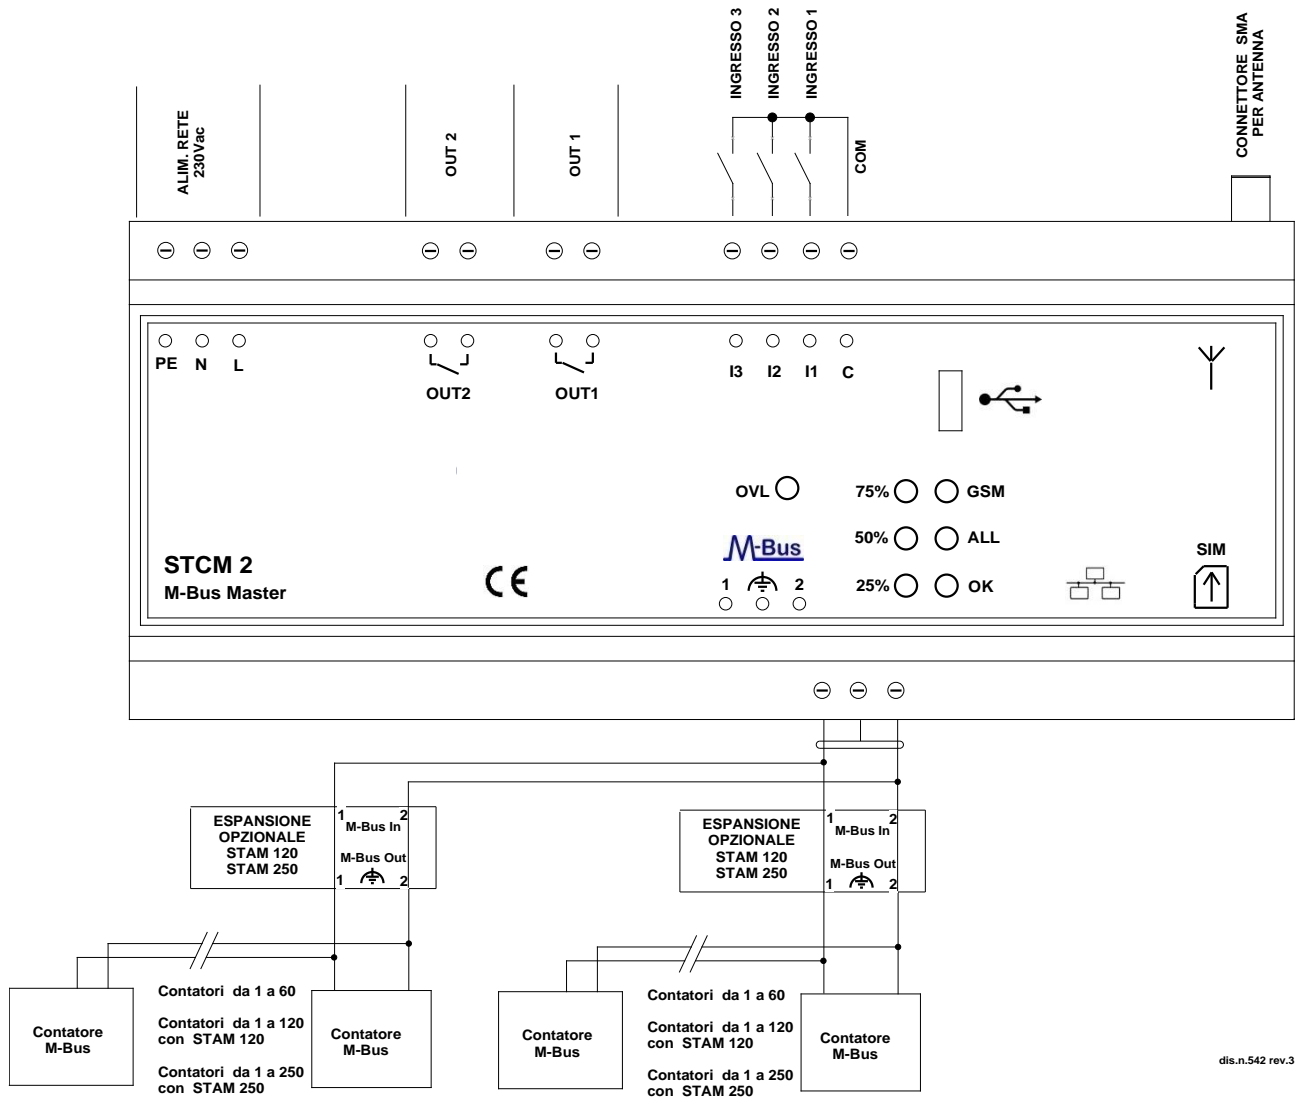 ALIM. RETE
230Vac
OUT 2
OUT 1
INGRESSO 3
INGRESSO 2
INGRESSO 1
COM
CONNETTORE SMA
PER ANTENNA
PE N L
OUT2
OUT1
I3 I2 I1 C
OVL
75% GSM
50% ALL
25% OK
M-Bus
1 2
STCM 2
M-Bus Master
CE
SIM
ESPANSIONE
OPZIONALE
STAM 120
STAM 250
1 2
M-Bus In
M-Bus Out
1 2
ESPANSIONE
OPZIONALE
STAM 120
STAM 250
1 2
M-Bus In
M-Bus Out
1 2
Contatore
M-Bus
Contatori da 1 a 60
Contatori da 1 a 120
con STAM 120
Contatori da 1 a 250
con STAM 250
Contatore
M-Bus
Contatore
M-Bus
Contatori da 1 a 60
Contatori da 1 a 120
con STAM 120
Contatori da 1 a 250
con STAM 250
Contatore
M-Bus
dis.n.542 rev.3